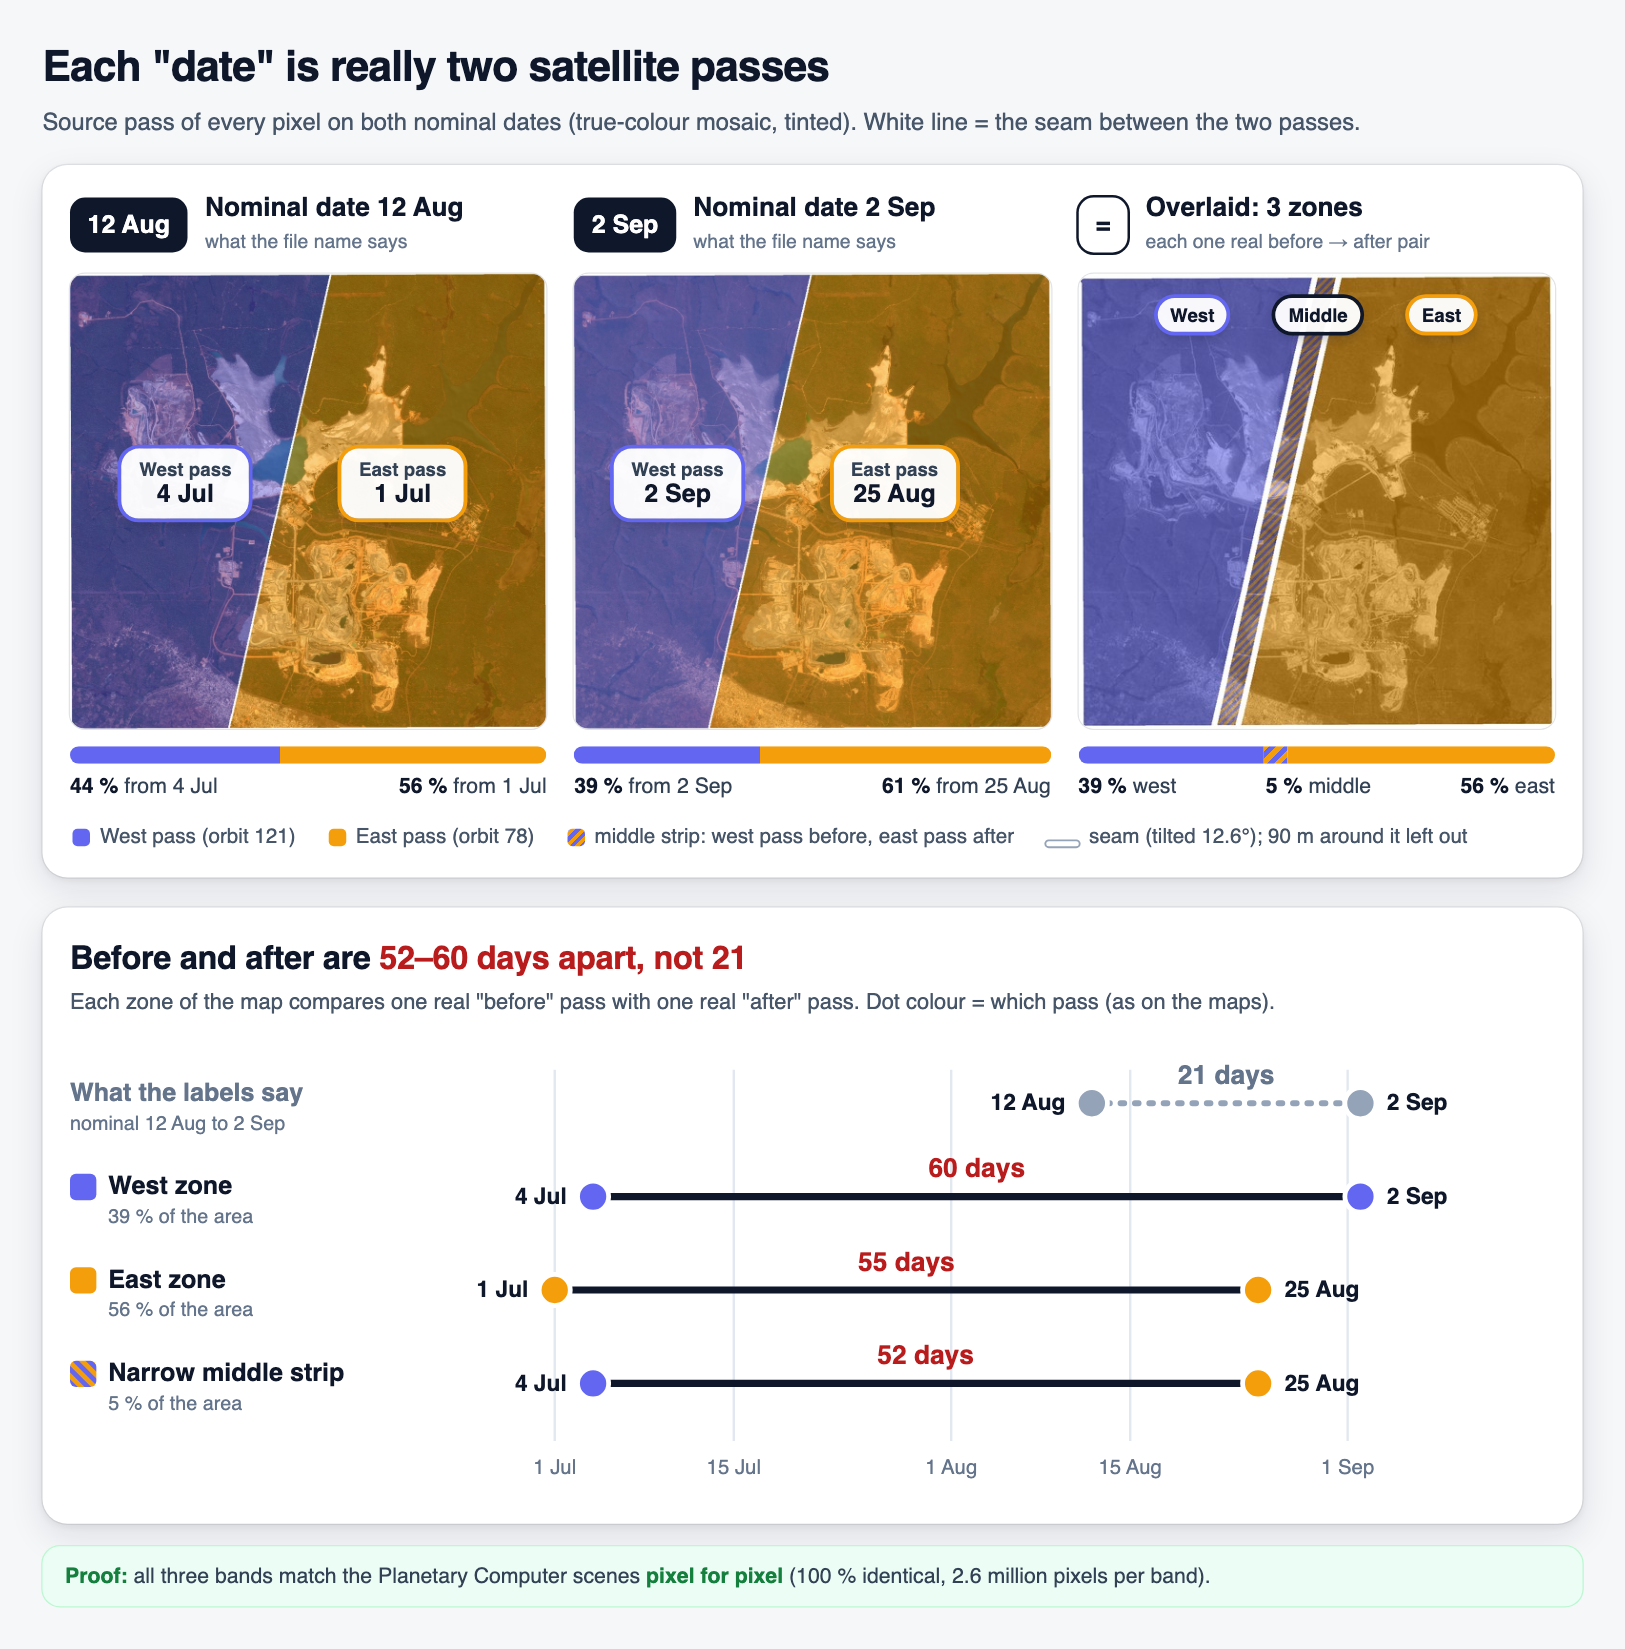 Each "date" is really two satellite passes
Source pass of every pixel on both nominal dates (true-colour mosaic, tinted). White line = the seam between the two passes.
12 Aug
Nominal date 12 Aug
what the file name says
West pass
4 Jul
East pass
1 Jul
44 % from 4 Jul
56 % from 1 Jul
2 Sep
Nominal date 2 Sep
what the file name says
West pass
2 Sep
East pass
25 Aug
39 % from 2 Sep
61 % from 25 Aug
=
Overlaid: 3 zones
each one real before → after pair
West
Middle
East
39 % west
5 % middle
56 % east
West pass (orbit 121)
East pass (orbit 78)
middle strip: west pass before, east pass after
seam (tilted 12.6°); 90 m around it left out
Before and after are 52–60 days apart, not 21
Each zone of the map compares one real "before" pass with one real "after" pass. Dot colour = which pass (as on the maps).
What the labels say
nominal 12 Aug to 2 Sep
21 days
12 Aug
2 Sep
West zone
39 % of the area
60 days
4 Jul
2 Sep
East zone
56 % of the area
55 days
1 Jul
25 Aug
Narrow middle strip
5 % of the area
52 days
4 Jul
25 Aug
1 Jul
15 Jul
1 Aug
15 Aug
1 Sep
Proof: all three bands match the Planetary Computer scenes pixel for pixel (100 % identical, 2.6 million pixels per band).